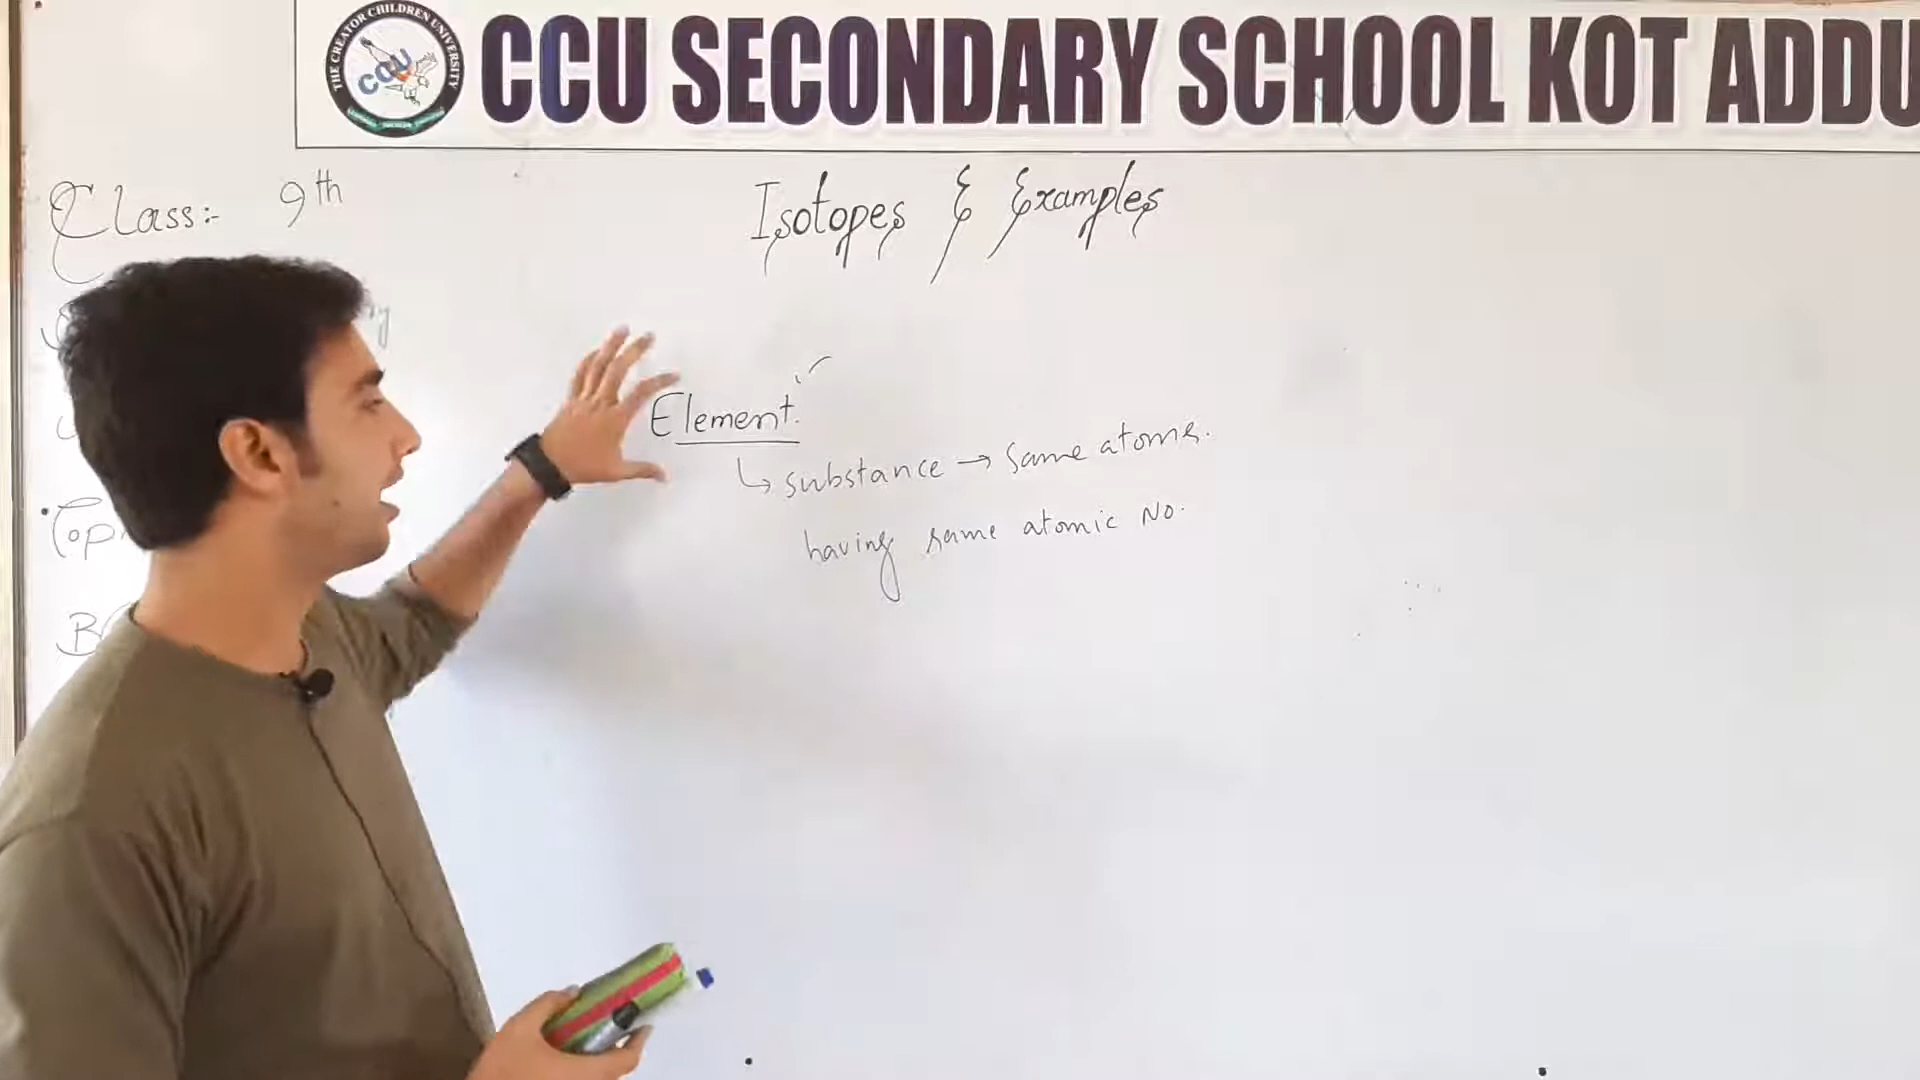 THE CREATOR CHILDREN UNIVERSITY
CCU
CCU SECONDARY SCHOOL KOT ADDU
Class:- 9th
Isotopes & Examples
Element.
↳ substance → same atoms.
having same atomic No.